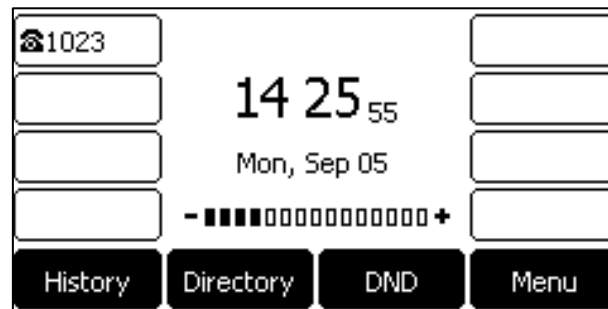 ☎1023
14 25 55
Mon, Sep 05
- +
History Directory DND Menu